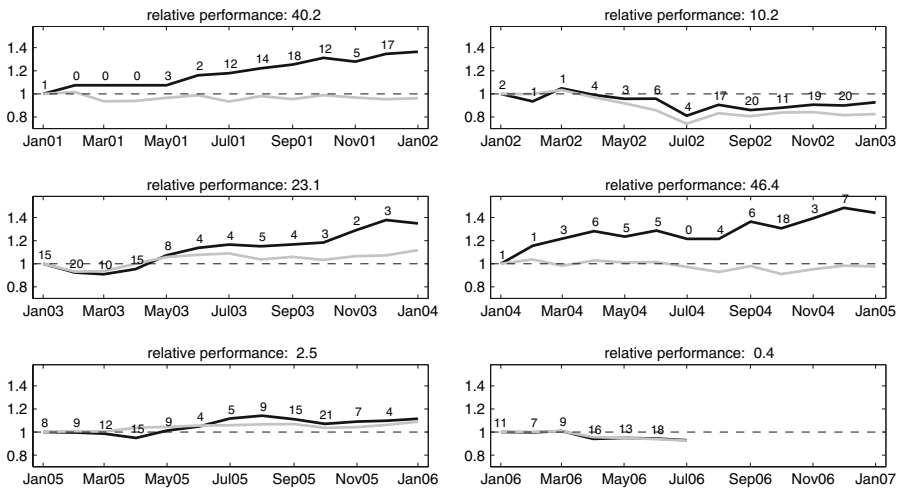 relative performance: 40.2
1.4
1.2
1
0.8
1 0 0 0 3 2 12 14 18 12 5 17
Jan01 Mar01 May01 Jul01 Sep01 Nov01 Jan02
relative performance: 10.2
1.4
1.2
1
0.8
2 1 1 4 3 6 4 17 20 11 19 20
Jan02 Mar02 May02 Jul02 Sep02 Nov02 Jan03
relative performance: 23.1
1.4
1.2
1
0.8
15 20 10 15 8 4 4 5 4 3 2 3
Jan03 Mar03 May03 Jul03 Sep03 Nov03 Jan04
relative performance: 46.4
1.4
1.2
1
0.8
1 1 3 6 5 5 0 4 6 18 3 7
Jan04 Mar04 May04 Jul04 Sep04 Nov04 Jan05
relative performance: 2.5
1.4
1.2
1
0.8
8 9 12 15 9 4 5 9 15 21 7 4
Jan05 Mar05 May05 Jul05 Sep05 Nov05 Jan06
relative performance: 0.4
1.4
1.2
1
0.8
11 7 9 16 13 18
Jan06 Mar06 May06 Jul06 Sep06 Nov06 Jan07